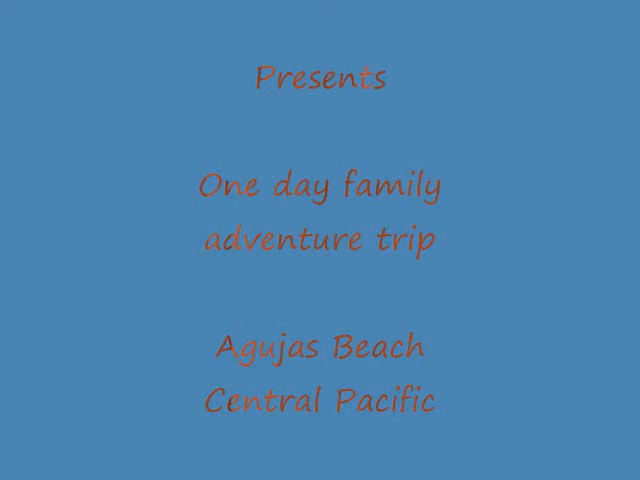 Presents
One day family
adventure trip
Agujas Beach
Central Pacific